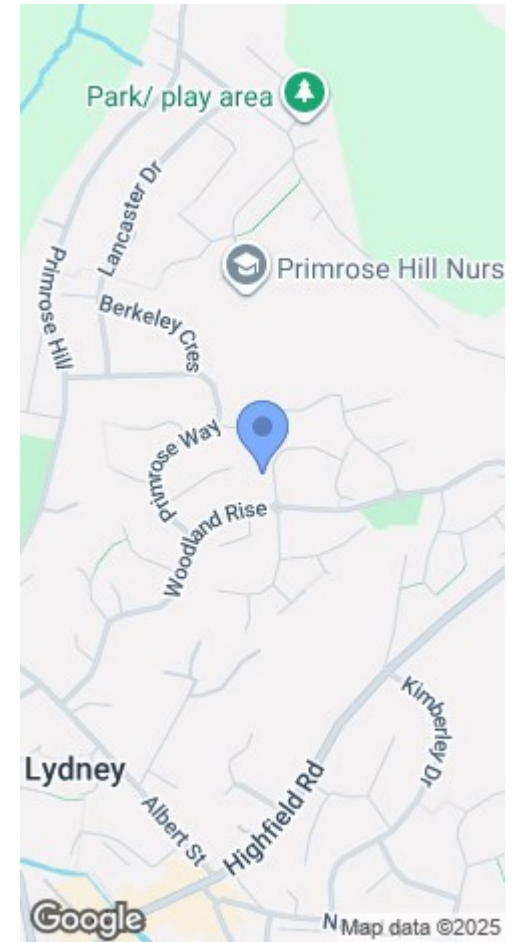 Park/ play area
Lancaster Dr
Primrose Hill
Primrose Hill Nurs
Berkeley Cres
Primrose Way
Woodland Rise
Kimberley Dr
Lydney
Highfield Rd
Albert St
Google
N
Map data ©2025